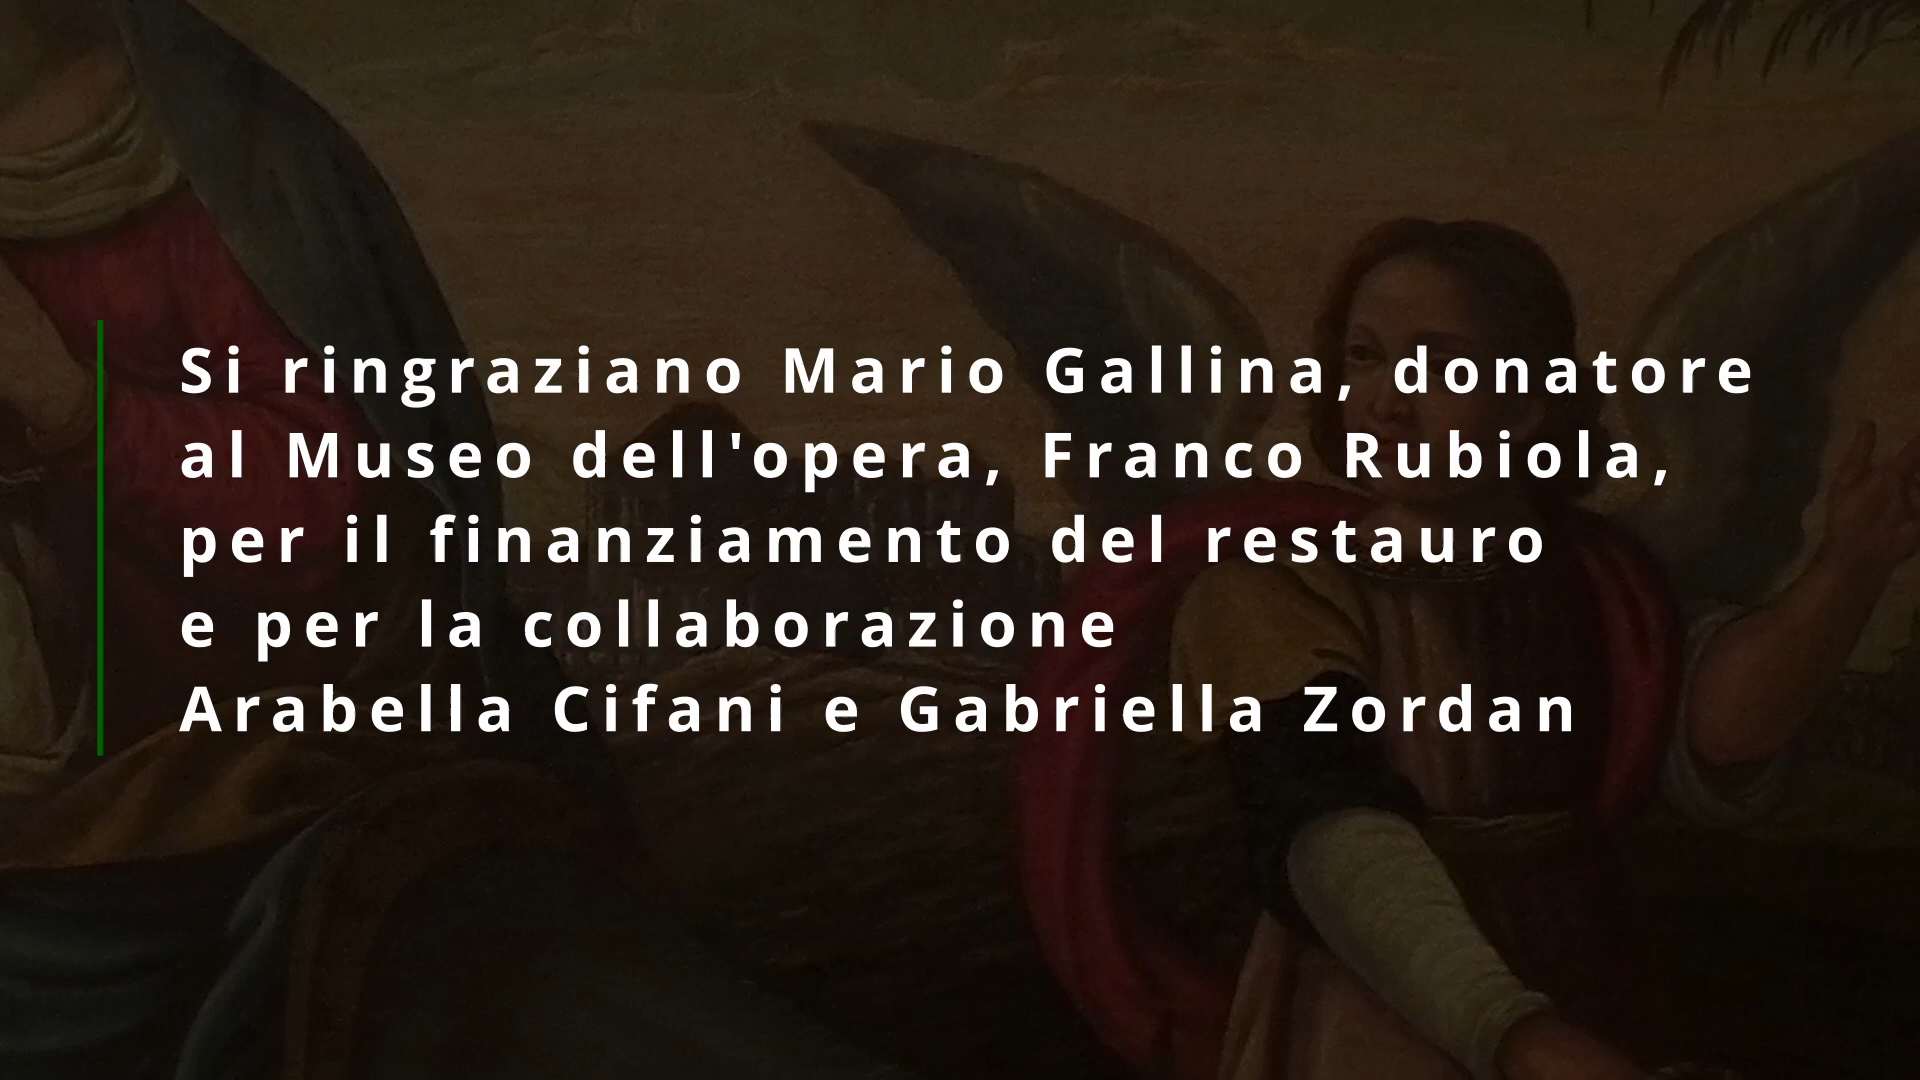 Si ringraziano Mario Gallina, donatore
al Museo dell'opera, Franco Rubiola,
per il finanziamento del restauro
e per la collaborazione
Arabella Cifani e Gabriella Zordan